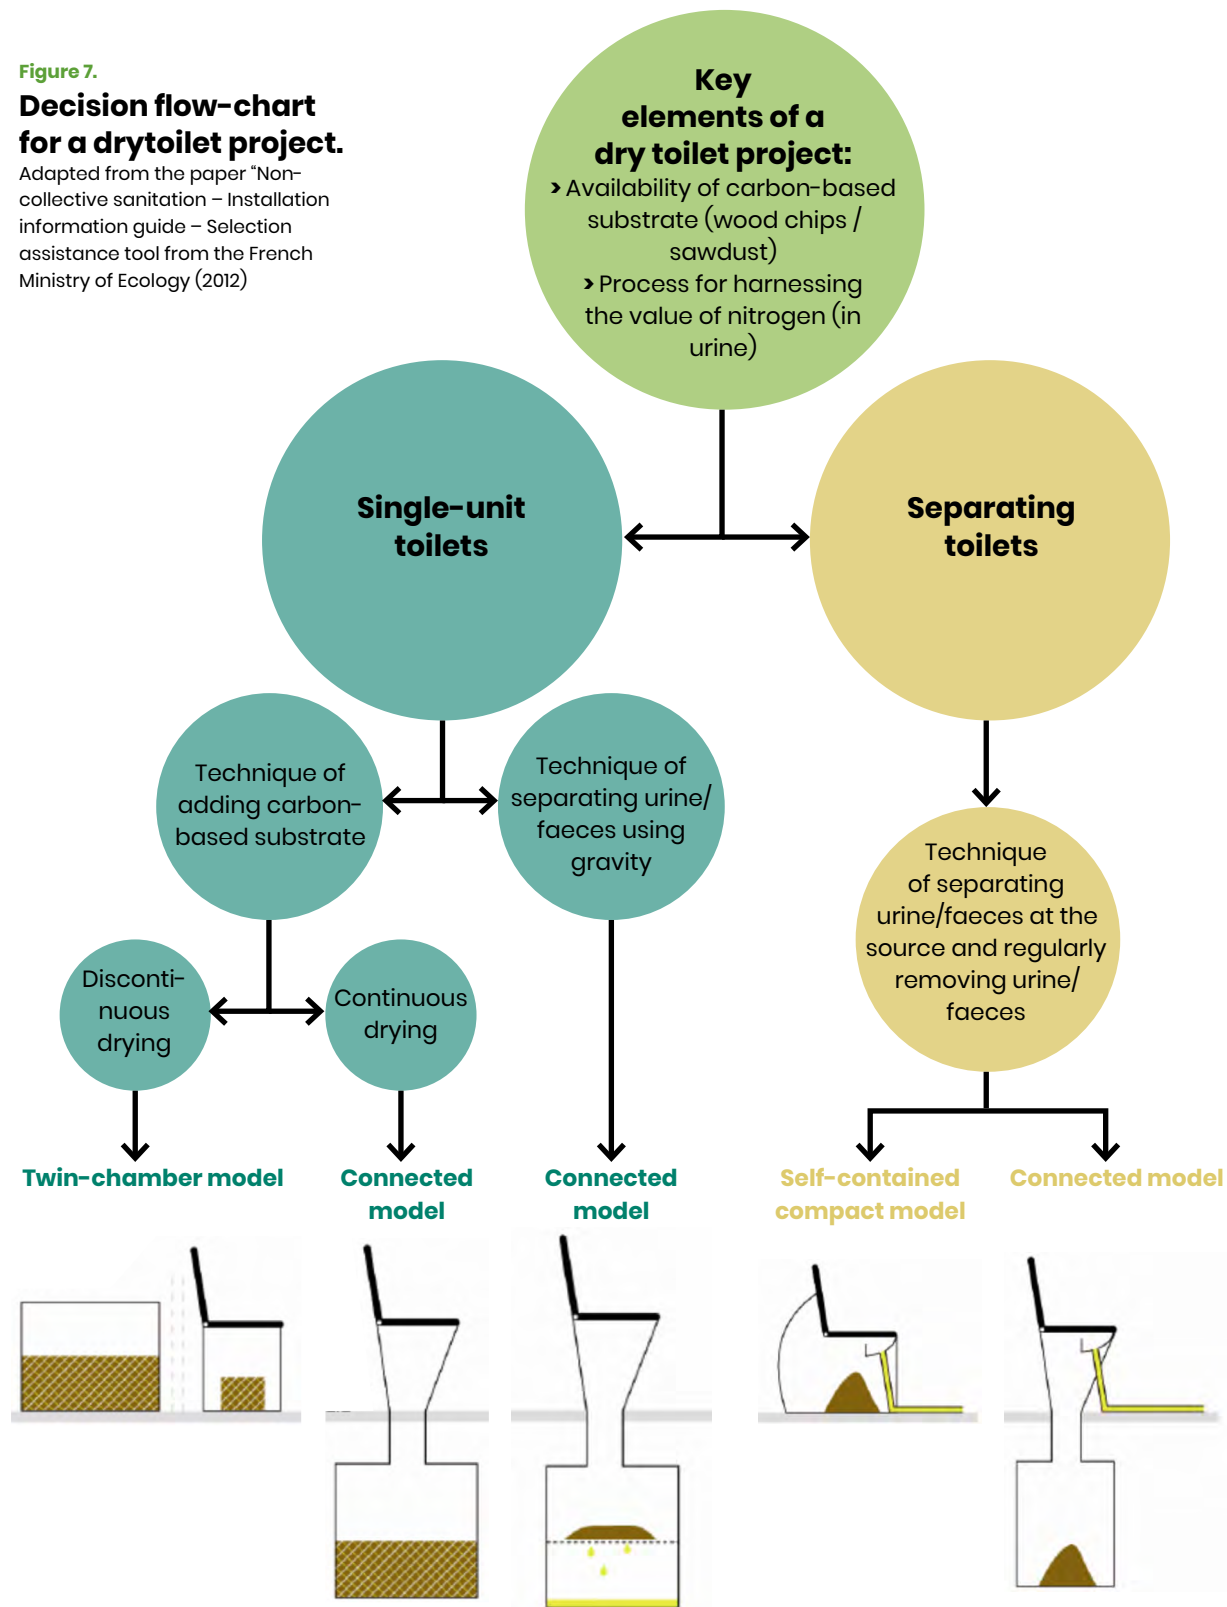 Figure 7.
Decision flow-chart
for a drytoilet project.
Adapted from the paper “Non-
collective sanitation – Installation
information guide – Selection
assistance tool from the French
Ministry of Ecology (2012)
Key
elements of a
dry toilet project:
› Availability of carbon-based
substrate (wood chips /
sawdust)
› Process for harnessing
the value of nitrogen (in
urine)
Single-unit
toilets
Separating
toilets
Technique of
adding carbon-
based substrate
Technique of
separating urine/
faeces using
gravity
Technique
of separating
urine/faeces at the
source and regularly
removing urine/
faeces
Disconti-
nuous
drying
Continuous
drying
Twin-chamber model
Connected
model
Connected
model
Self-contained
compact model
Connected model